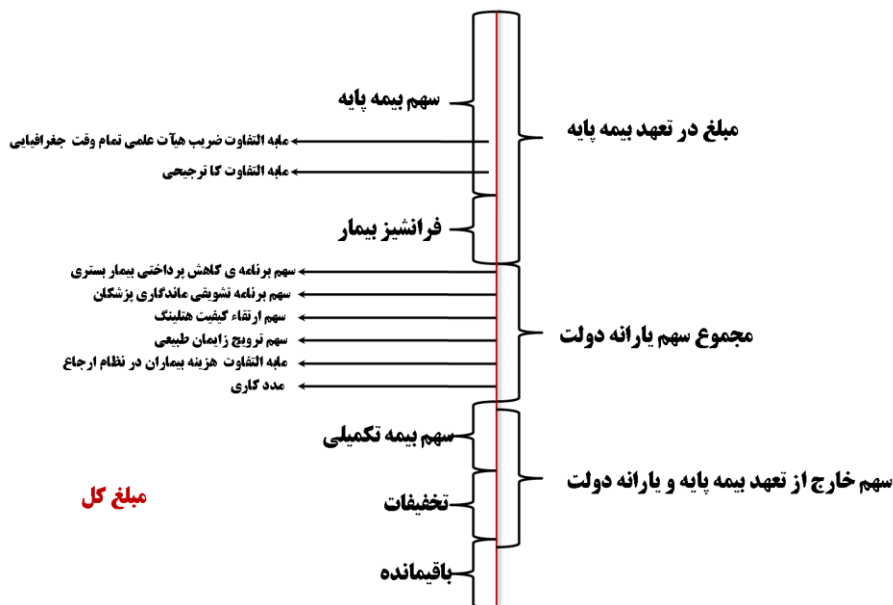 سهم بیمه پایه
مبلغ در تعهد بیمه پایه
مابه التفاوت ضریب هیآت علمی تمام وقت جغرافیایی
مابه التفاوت کا ترجیحی
فرانشیز بیمار
سهم برنامه ی کاهش پرداختی بیمار بستری
سهم برنامه تشویقی ماندگاری پزشکان
سهم ارتقاء کیفیت هتلینگ
مجموع سهم یارانه دولت
سهم ترویج زایمان طبیعی
مابه التفاوت هزینه بیماران در نظام ارجاع
مدد کاری
سهم بیمه تکمیلی
سهم خارج از تعهد بیمه پایه و یارانه دولت
مبلغ کل
تخفیفات
باقیمانده